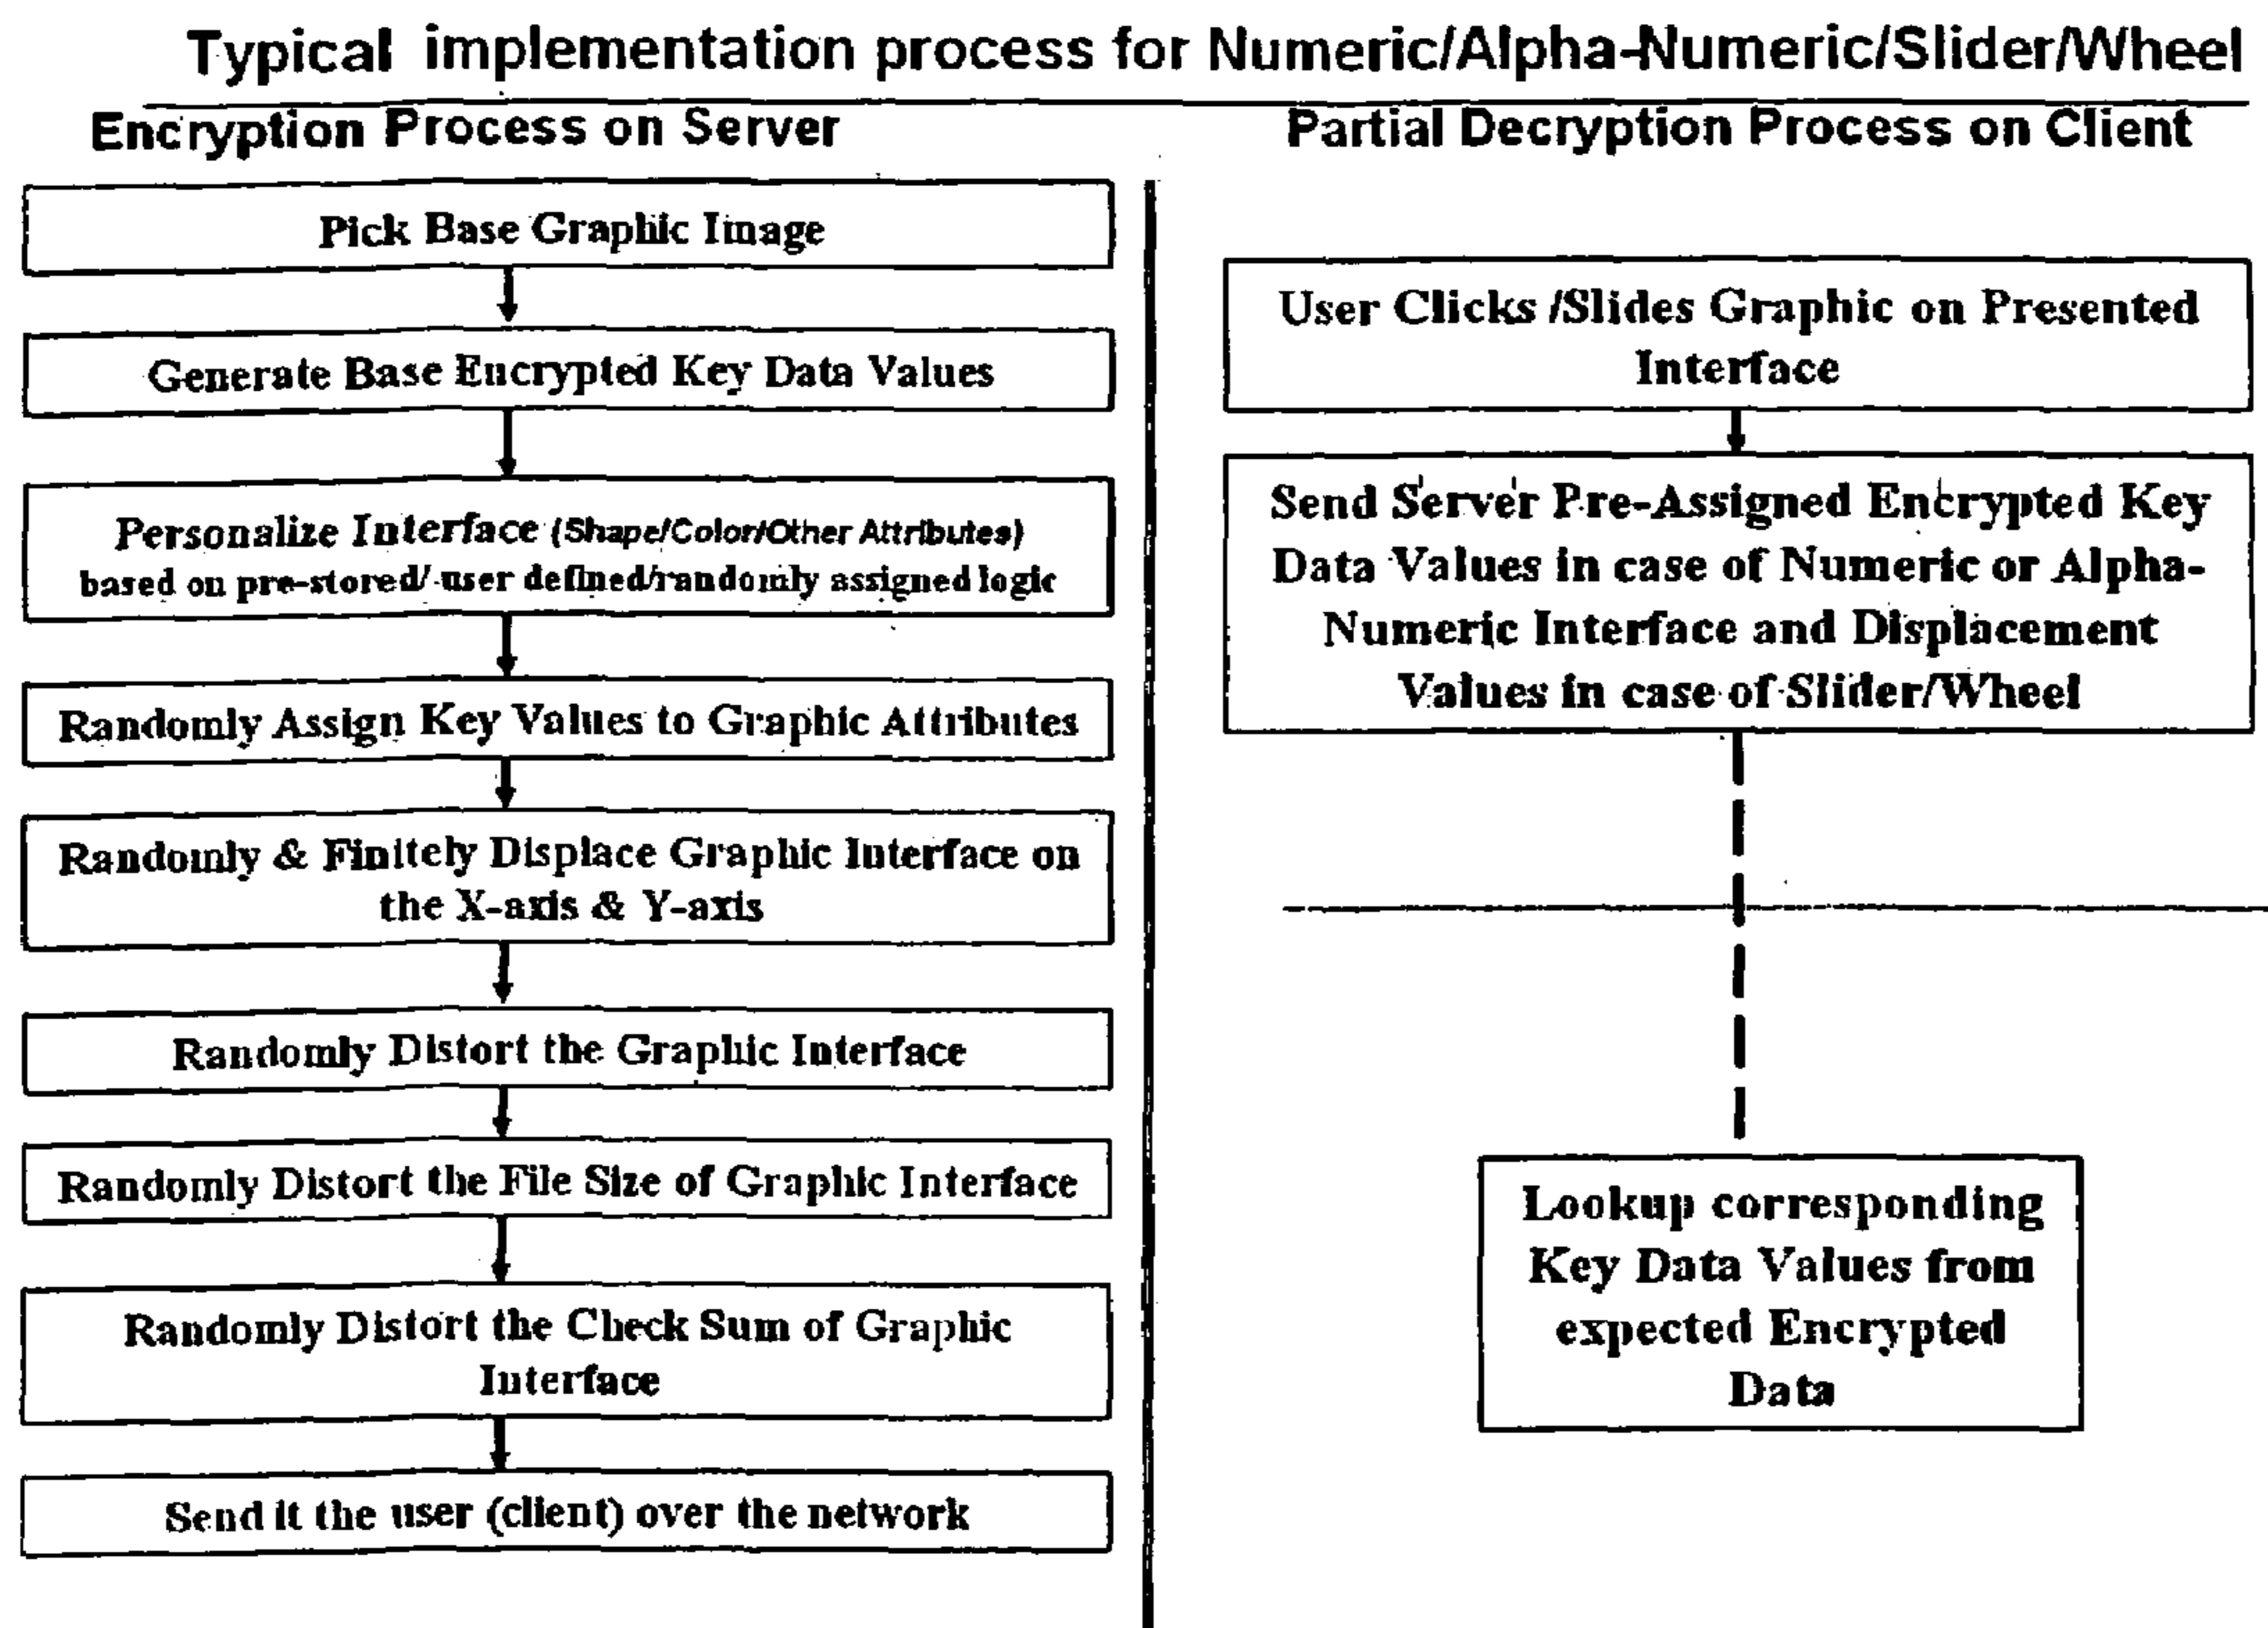 Typical implementation process for Numeric/Alpha-Numeric/Slider/Wheel
Encryption Process on Server
Pick Base Graphic Image
Generate Base Encrypted Key Data Values
Personalize Interface (Shape/Color/Other Attributes)
based on pre-stored/ user defined/randomly assigned logic
Randomly Assign Key Values to Graphic Attributes
Randomly & Finitely Displace Graphic Interface on
the X-axis & Y-axis
Randomly Distort the Graphic Interface
Randomly Distort the File Size of Graphic Interface
Randomly Distort the Check Sum of Graphic
Interface
Send it the user (client) over the network
Partial Decryption Process on Client
User Clicks /Slides Graphic on Presented
Interface
Send Server Pre-Assigned Encrypted Key
Data Values in case of Numeric or Alpha-
Numeric Interface and Displacement
Values in case of Slider/Wheel
Lookup corresponding
Key Data Values from
expected Encrypted
Data